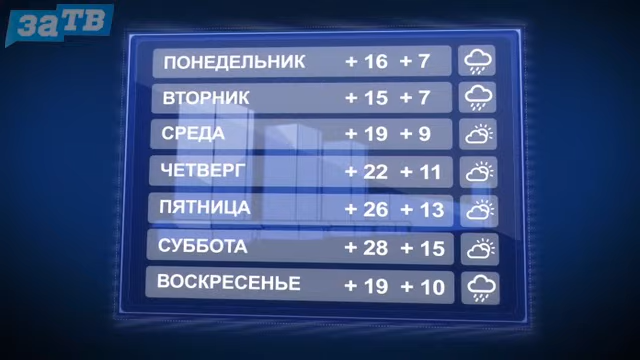 заТВ
ПОНЕДЕЛЬНИК + 16 + 7
ВТОРНИК + 15 + 7
СРЕДА + 19 + 9
ЧЕТВЕРГ + 22 + 11
ПЯТНИЦА + 26 + 13
СУББОТА + 28 + 15
ВОСКРЕСЕНЬЕ + 19 + 10